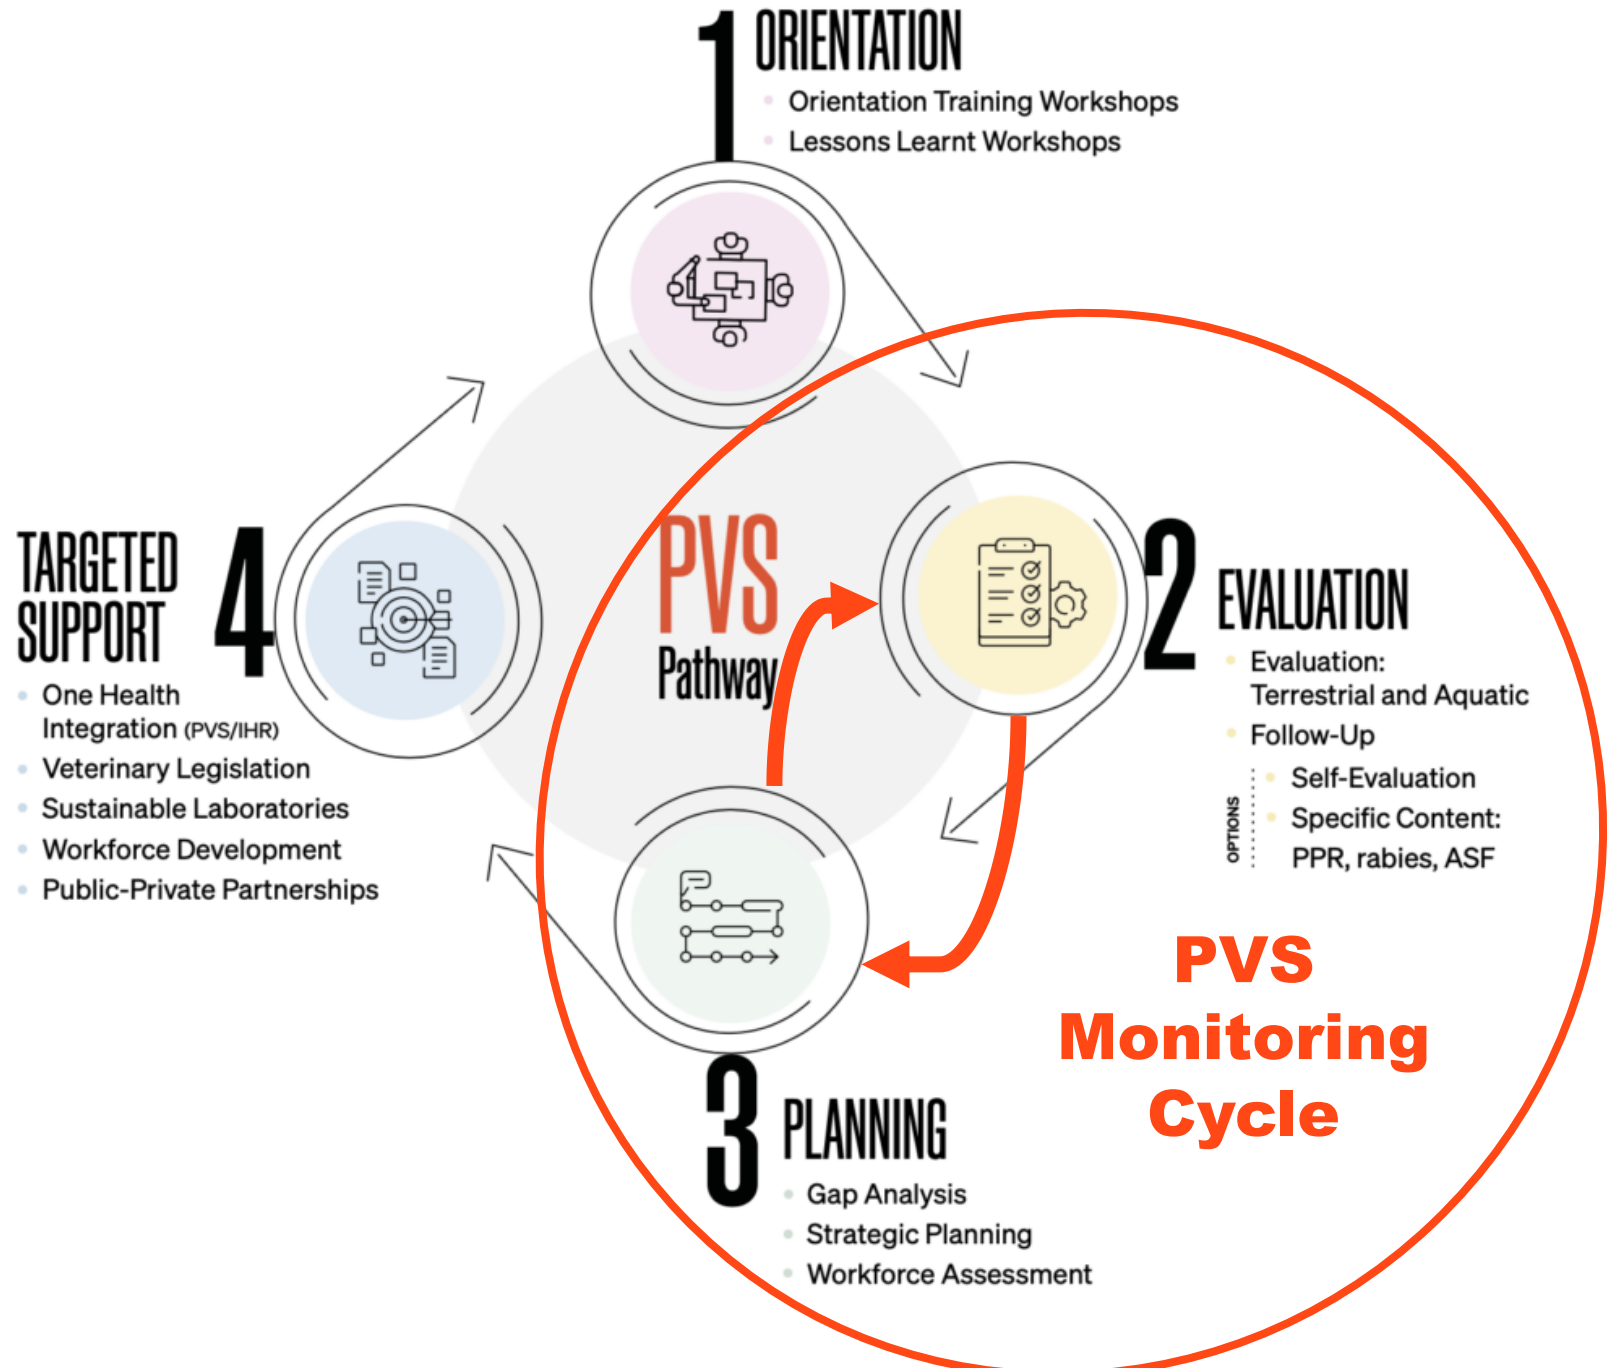 1 ORIENTATION
Orientation Training Workshops
Lessons Learnt Workshops
PVS
Pathway
2 EVALUATION
Evaluation:
Terrestrial and Aquatic
Follow-Up
OPTIONS
Self-Evaluation
Specific Content:
PPR, rabies, ASF
PVS
Monitoring
Cycle
3 PLANNING
Gap Analysis
Strategic Planning
Workforce Assessment
TARGETED
SUPPORT 4
One Health
Integration (PVS/IHR)
Veterinary Legislation
Sustainable Laboratories
Workforce Development
Public-Private Partnerships